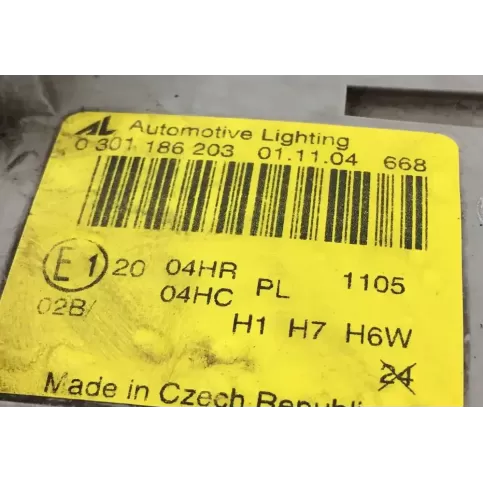 AL Automotive Lighting
0 301 186 203 01.11.04 668
E1 20 04HR PL 1105
02B/ 04HC
H1 H7 H6W
24
Made in Czech Republi